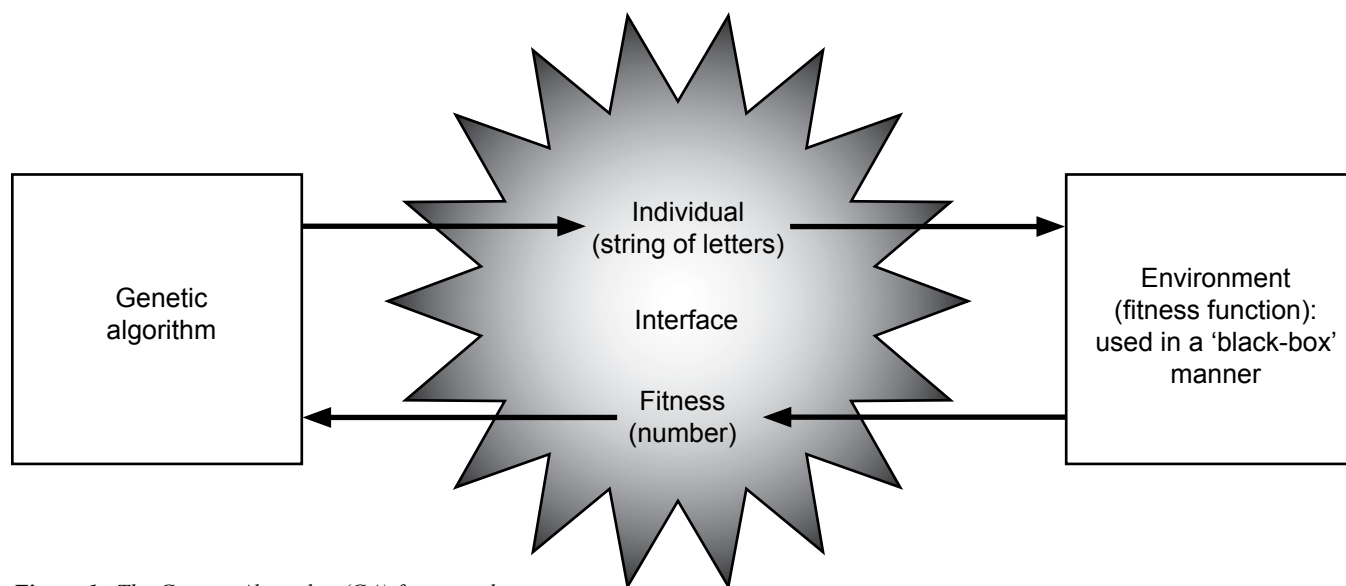 Genetic
algorithm
Individual
(string of letters)
Interface
Fitness
(number)
Environment
(fitness function):
used in a ‘black-box’
manner
Figure 1. The Genetic Algorithm (GA) framework